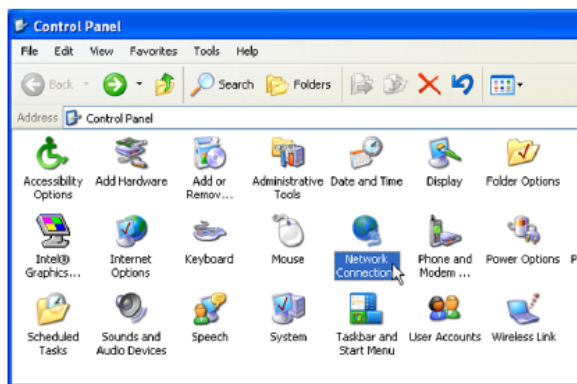 Control Panel
File Edit View Favorites Tools Help
Back Search Folders
Address Control Panel
Accessibility Options
Add Hardware
Add or Remov...
Administrative Tools
Date and Time
Display
Folder Options
Intel® Graphics...
Internet Options
Keyboard
Mouse
Network Connection
Phone and Modem ...
Power Options
P
Scheduled Tasks
Sounds and Audio Devices
Speech
System
Taskbar and Start Menu
User Accounts
Wireless Link